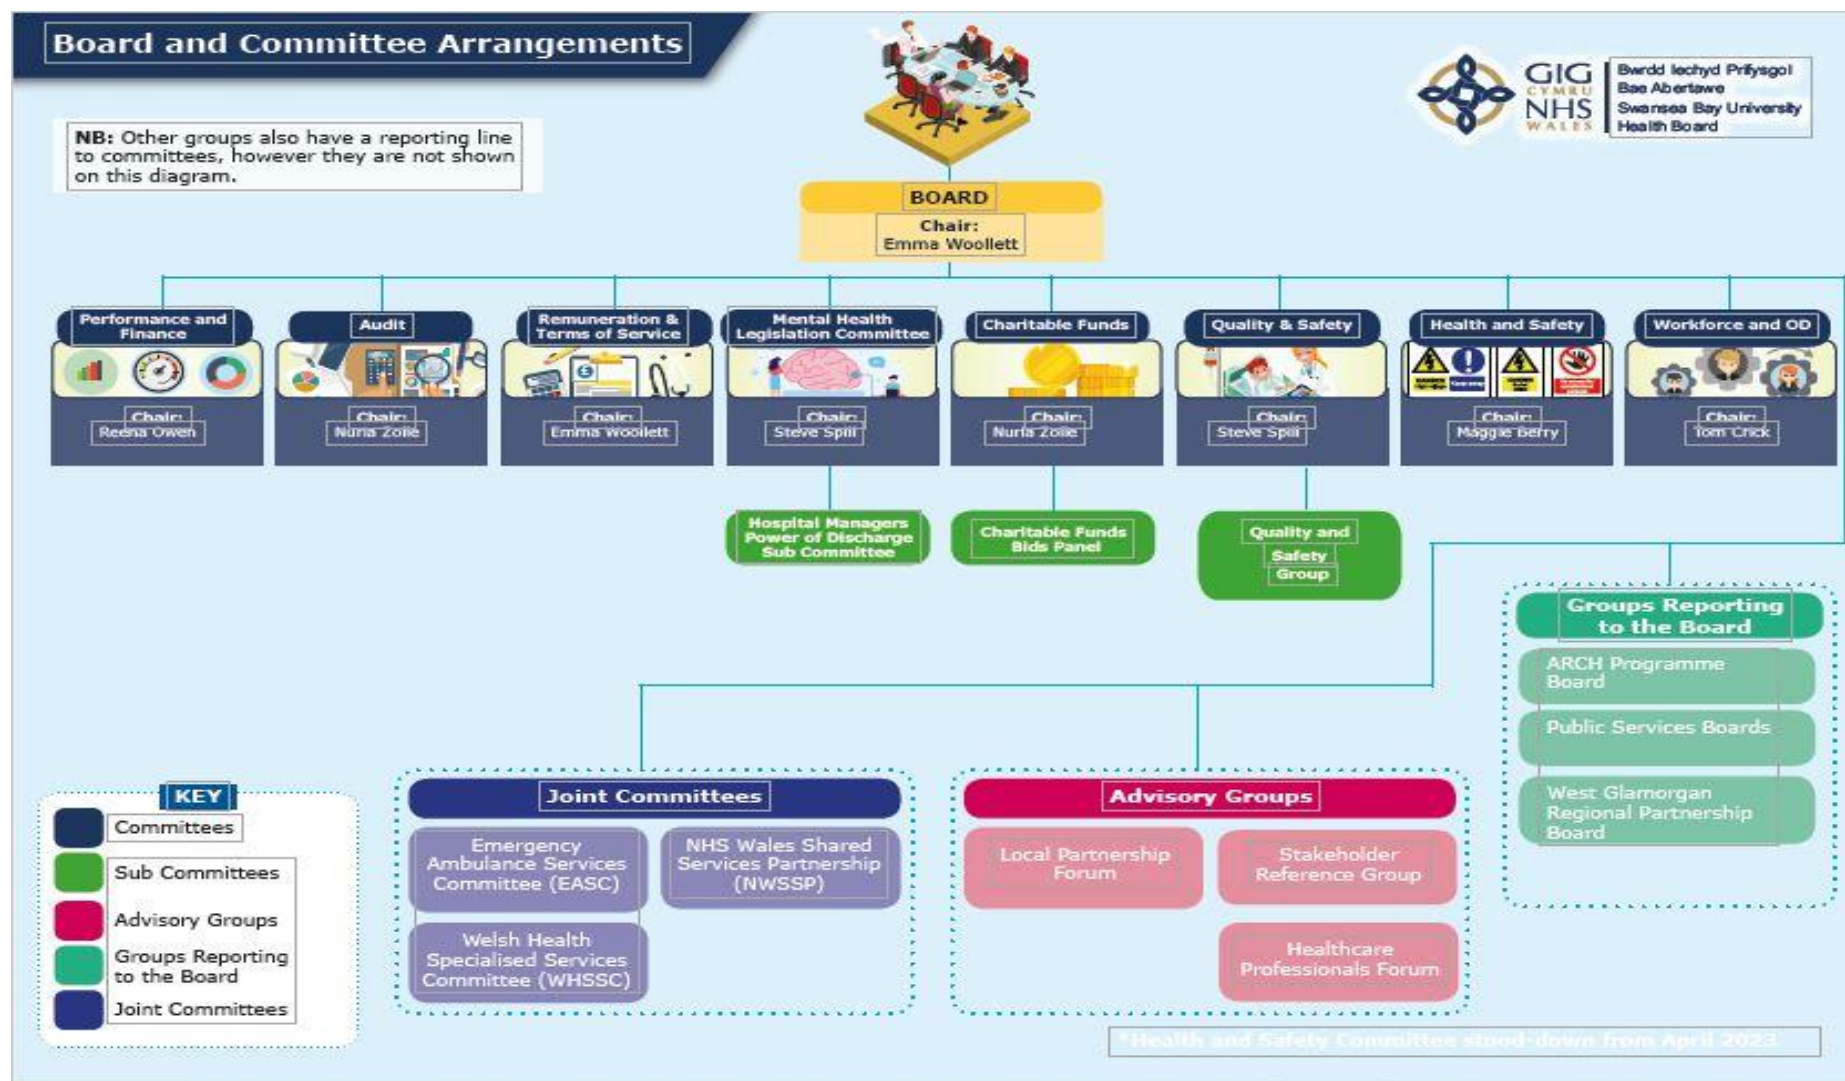 Board and Committee Arrangements
GIG
CYMRU
NHS
WALES
Bwrdd Iechyd Prifysgol
Bae Abertawe
Swansea Bay University
Health Board
NB: Other groups also have a reporting line
to committees, however they are not shown
on this diagram.
BOARD
Chair:
Emma Woollett
Performance and
Finance
Chair:
Reena Owen
Audit
Chair:
Nuria Zolle
Remuneration &
Terms of Service
Chair:
Emma Woollett
Mental Health
Legislation Committee
Chair:
Steve Spill
Charitable Funds
Chair:
Nuria Zolle
Quality & Safety
Chair:
Steve Spill
Health and Safety
Chair:
Maggie Berry
Workforce and OD
Chair:
Tom Crick
Hospital Managers
Power of Discharge
Sub Committee
Charitable Funds
Bids Panel
Quality and
Safety
Group
Groups Reporting
to the Board
ARCH Programme
Board
Public Services Boards
West Glamorgan
Regional Partnership
Board
KEY
Committees
Sub Committees
Advisory Groups
Groups Reporting
to the Board
Joint Committees
Joint Committees
Emergency
Ambulance Services
Committee (EASC)
NHS Wales Shared
Services Partnership
(NWSSP)
Welsh Health
Specialised Services
Committee (WHSSC)
Advisory Groups
Local Partnership
Forum
Stakeholder
Reference Group
Healthcare
Professionals Forum
*Health and Safety Committee stood-down from April 2023